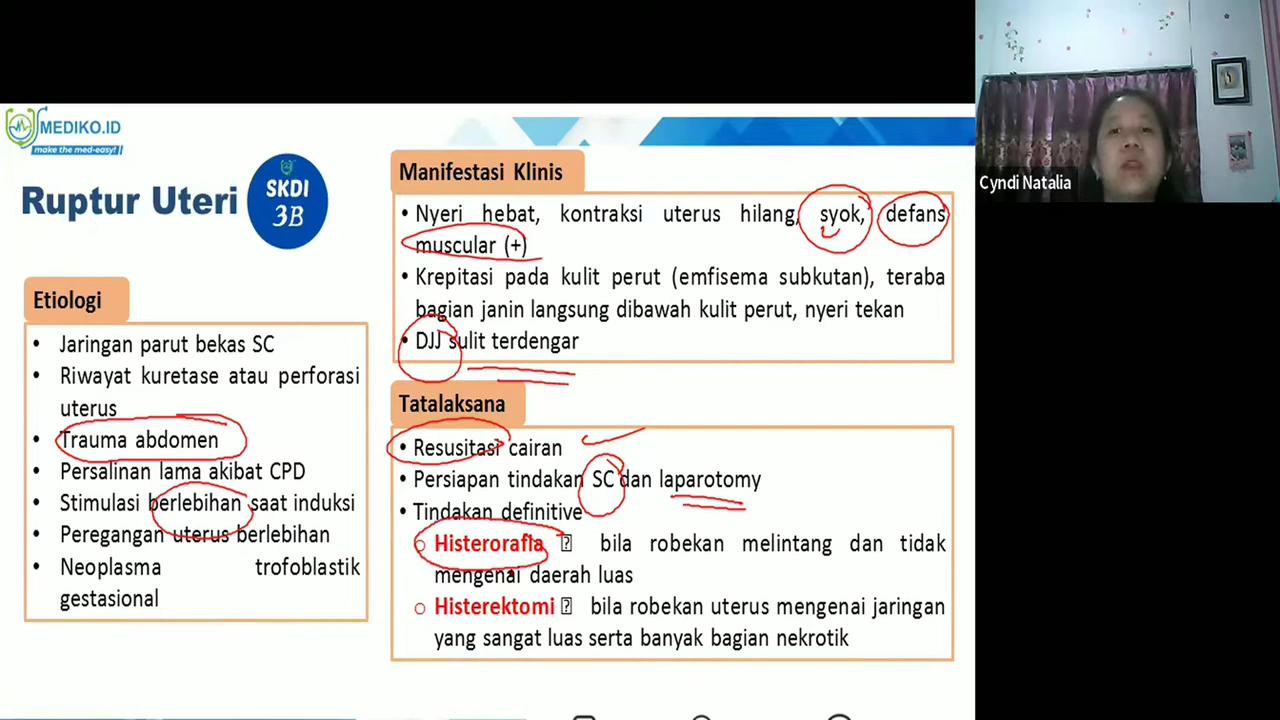 MEDIKO.ID
make the med-easy!
Ruptur Uteri
SKDI
3B
Etiologi
• Jaringan parut bekas SC
• Riwayat kuretase atau perforasi
uterus
• Trauma abdomen
• Persalinan lama akibat CPD
• Stimulasi berlebihan saat induksi
• Peregangan uterus berlebihan
• Neoplasma trofoblastik
gestasional
Manifestasi Klinis
• Nyeri hebat, kontraksi uterus hilang, syok, defans
muscular (+)
• Krepitasi pada kulit perut (emfisema subkutan), teraba
bagian janin langsung dibawah kulit perut, nyeri tekan
• DJJ sulit terdengar
Tatalaksana
• Resusitasi cairan
• Persiapan tindakan SC dan laparotomy
• Tindakan definitive
o Histerorafia bila robekan melintang dan tidak
mengenai daerah luas
o Histerektomi bila robekan uterus mengenai jaringan
yang sangat luas serta banyak bagian nekrotik
Cyndi Natalia